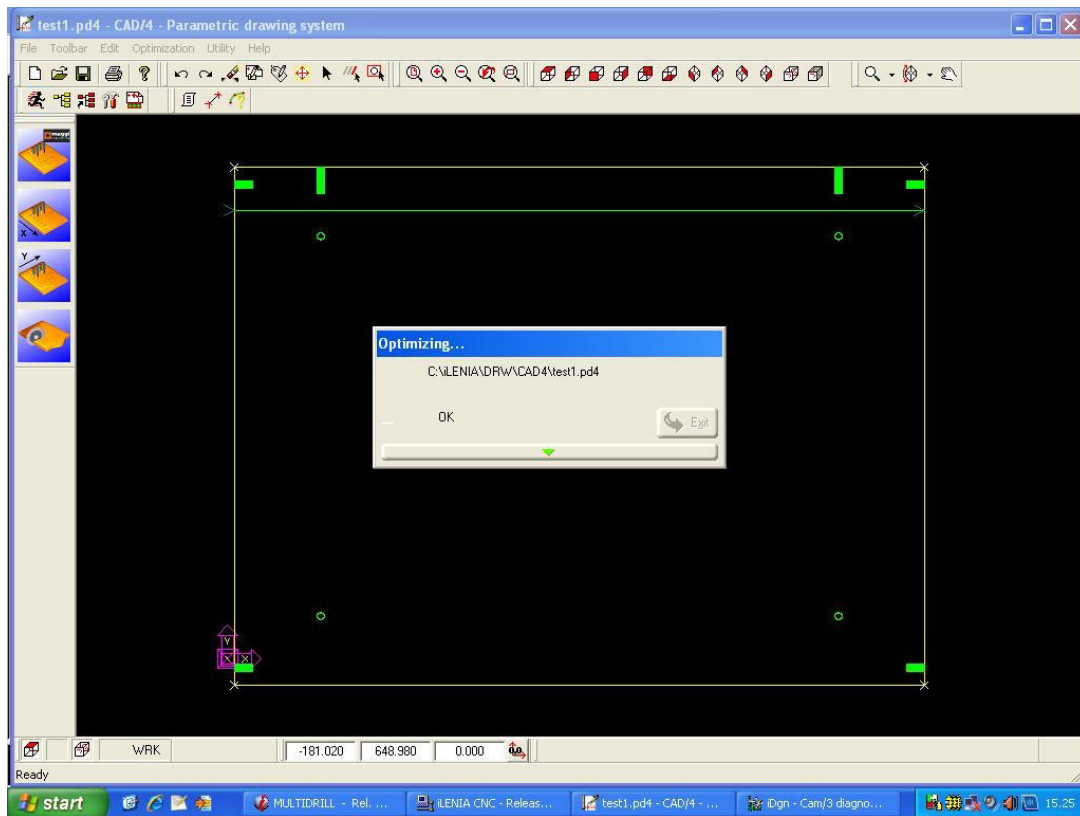 test1.pd4 - CAD/4 - Parametric drawing system
File Toolbar Edit Optimization Utility Help
maggi
X
Y
Optimizing...
C:\iLENIA\DRW\CAD4\test1.pd4
OK
Exit
Y
X X
WRK
-181.020 648.980 0.000
Ready
start
MULTIDRILL - Rel. ...
iLENIA CNC - Releas...
test1.pd4 - CAD/4 - ...
iDgn - Cam/3 diagno...
15.25